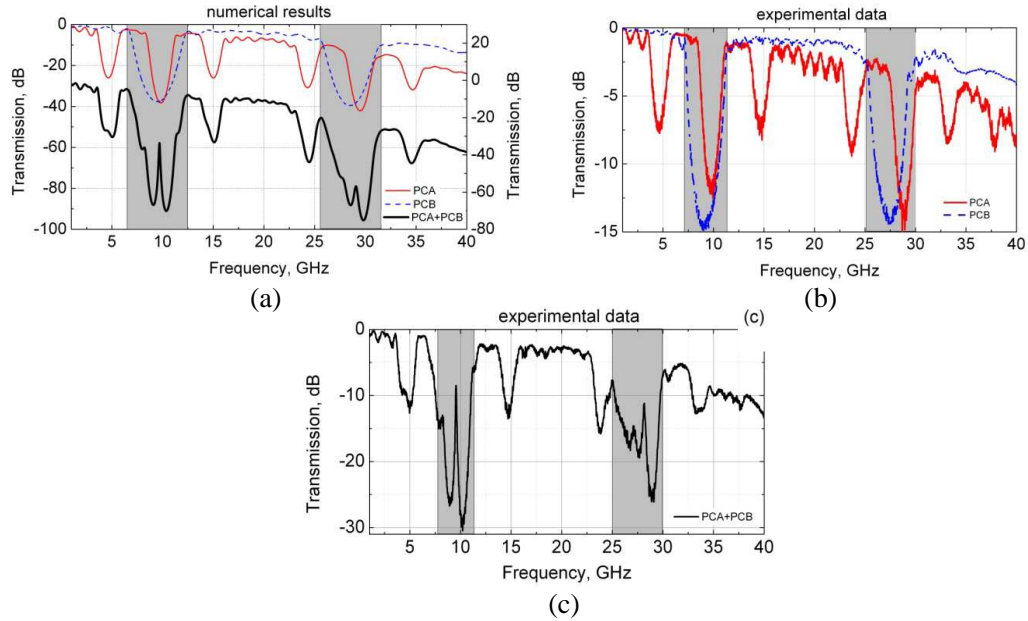 numerical results
Transmission, dB
0
-20
-40
-60
-80
-100
20
0
-20
-40
-60
-80
Transmission, dB
PCA
PCB
PCA+PCB
5 10 15 20 25 30 35 40
Frequency, GHz
(a)
experimental data
Transmission, dB
0
-5
-10
-15
PCA
PCB
5 10 15 20 25 30 35 40
Frequency, GHz
(b)
experimental data
(c)
Transmission, dB
0
-10
-20
-30
PCA+PCB
5 10 15 20 25 30 35 40
Frequency, GHz
(c)